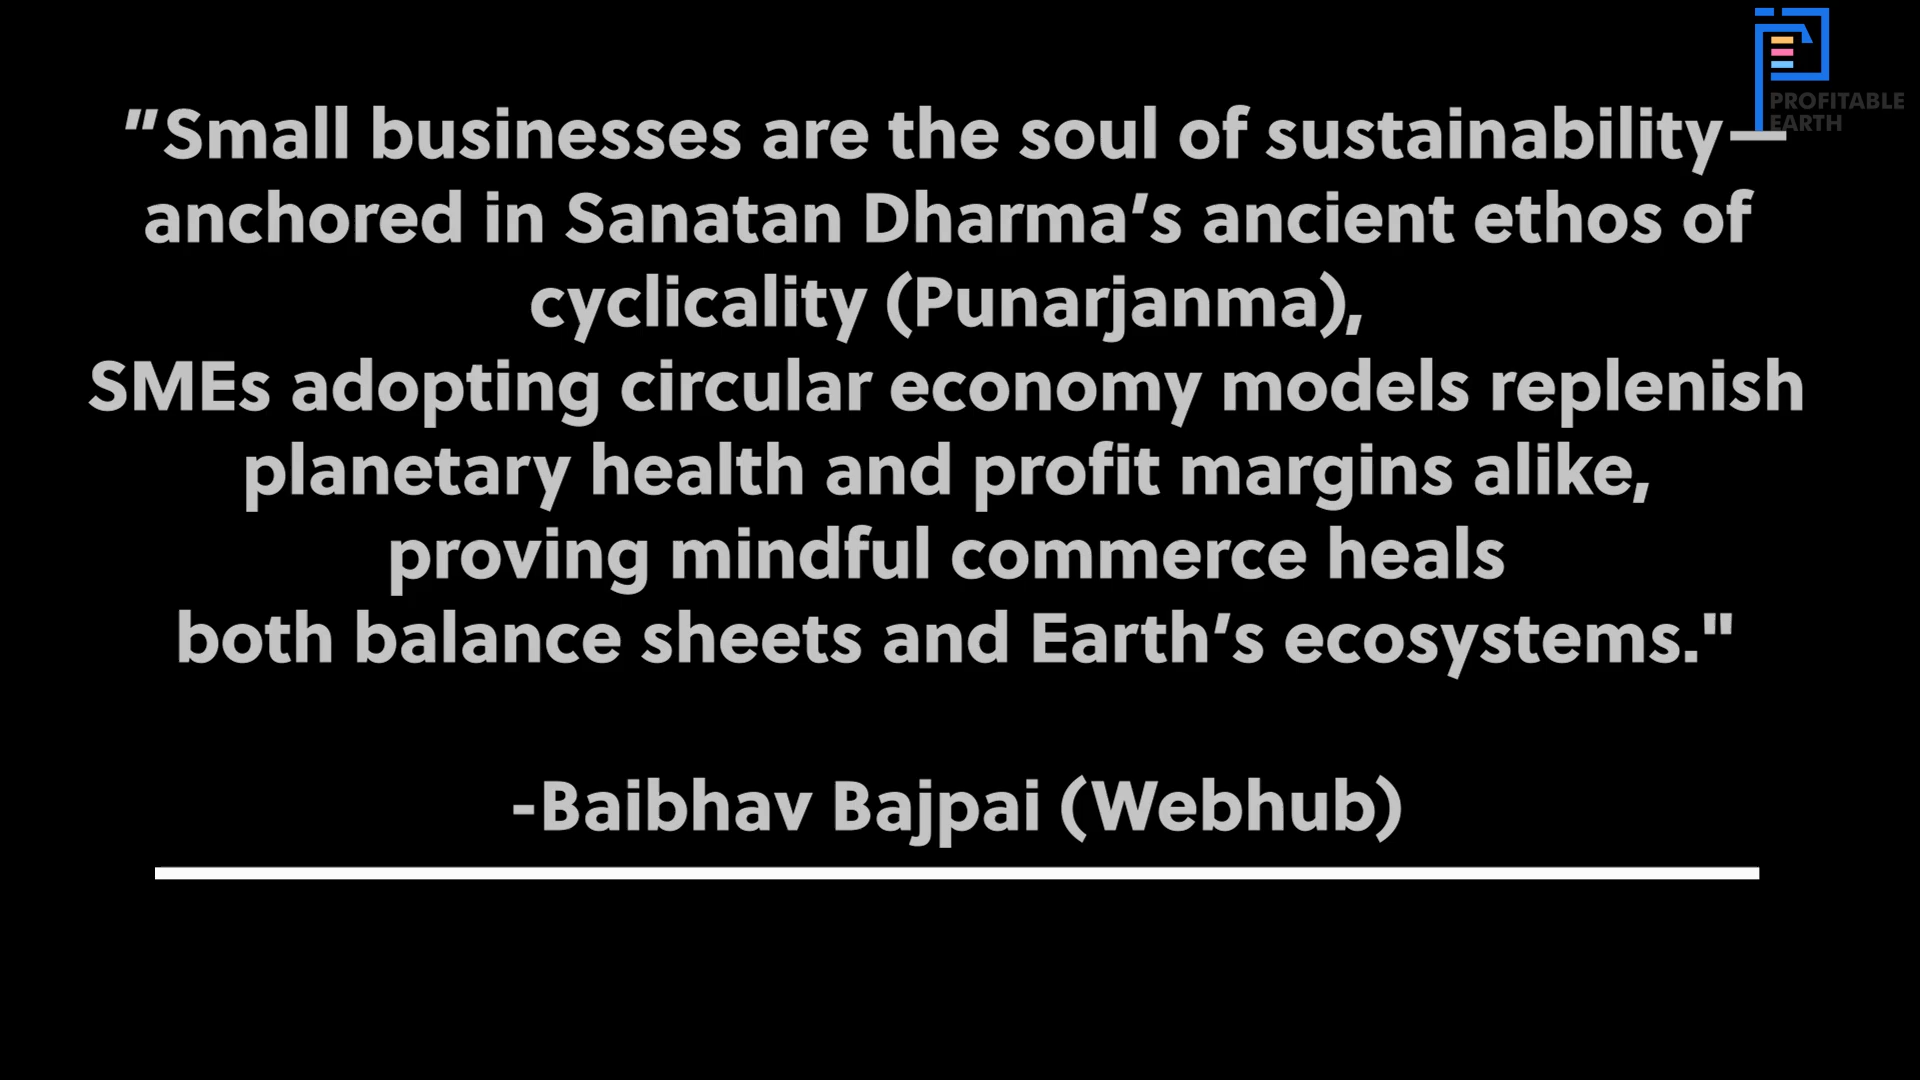 PROFITABLE
EARTH
"Small businesses are the soul of sustainability—
anchored in Sanatan Dharma’s ancient ethos of
cyclicality (Punarjanma),
SMEs adopting circular economy models replenish
planetary health and profit margins alike,
proving mindful commerce heals
both balance sheets and Earth’s ecosystems."
-Baibhav Bajpai (Webhub)